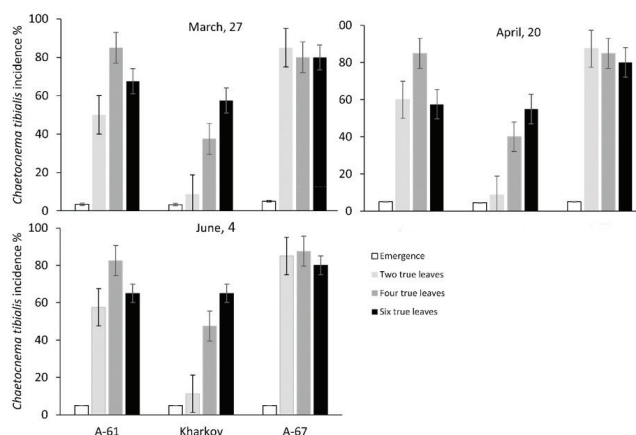 March, 27
Chaetocnema tibialis incidence %
100
80
60
40
20
0
April, 20
00
80
60
40
20
0
June, 4
Chaetocnema tibialis incidence %
100
80
60
40
20
0
A-61 Kharkov A-67
Emergence
Two true leaves
Four true leaves
Six true leaves